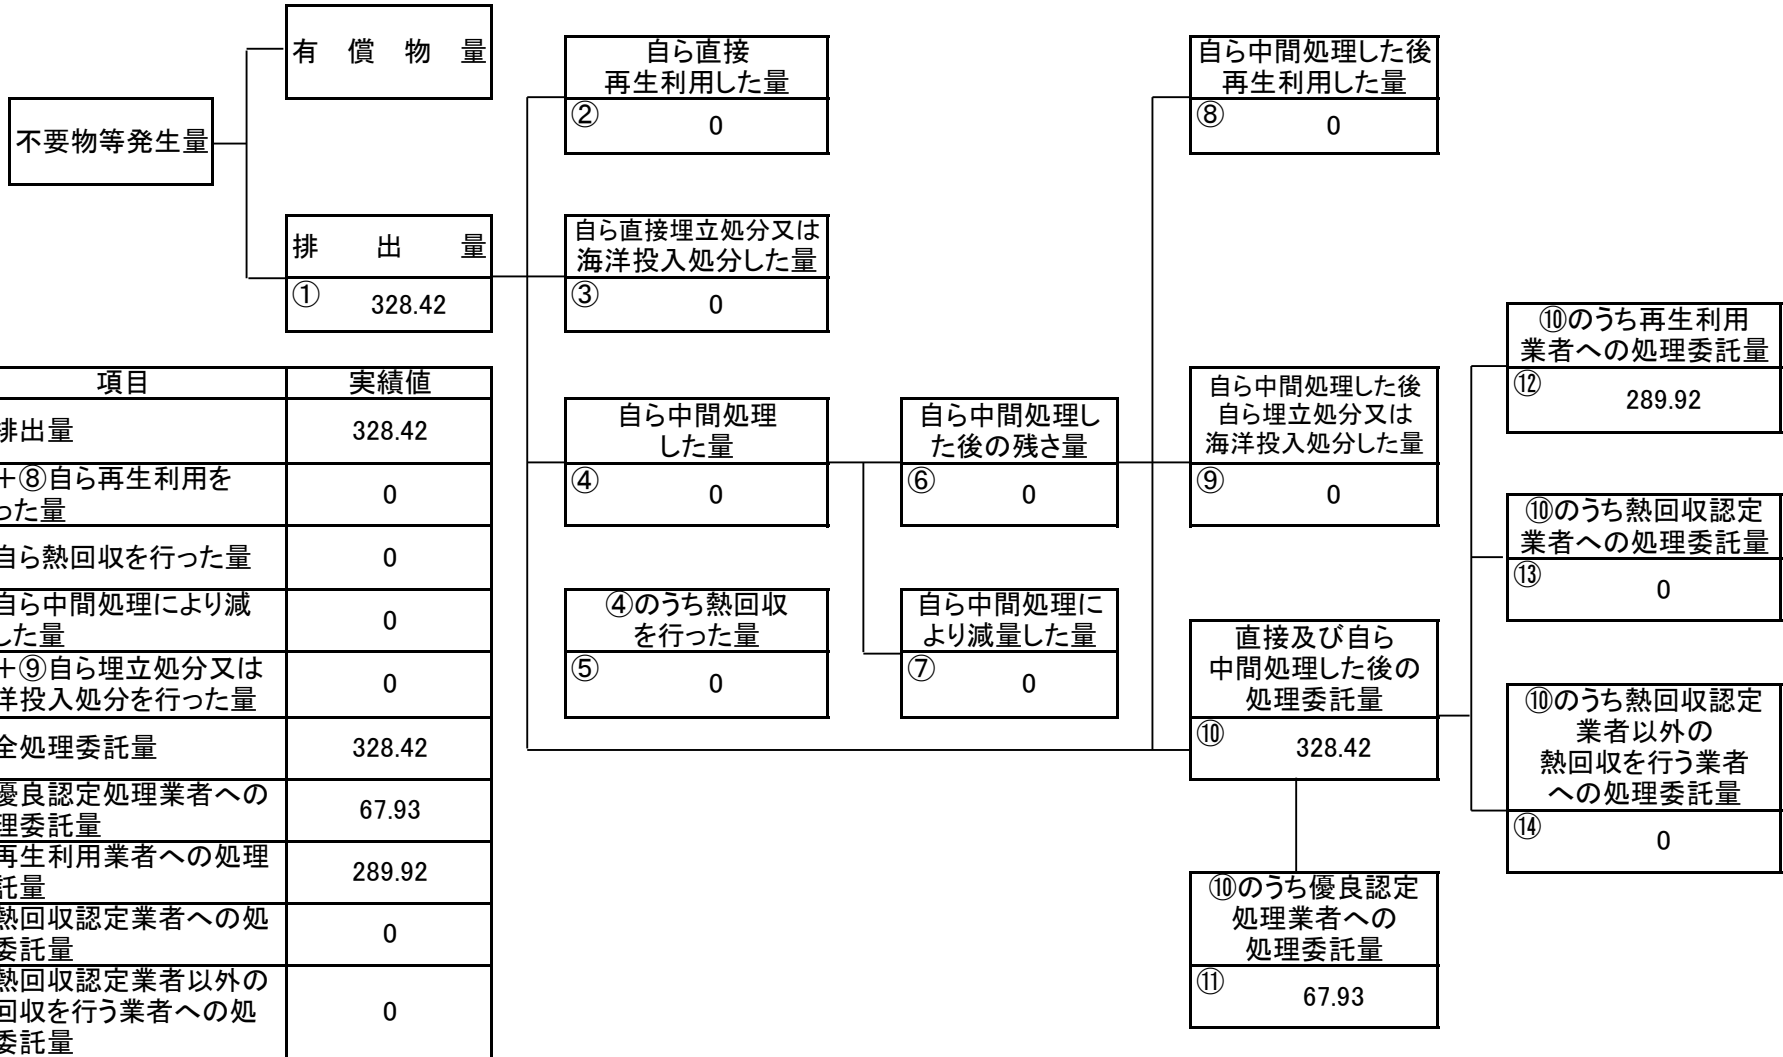 有償物量
不要物等発生量
排出量
①
328.42
自ら直接
再生利用した量
②
0
自ら直接埋立処分又は
海洋投入処分した量
③
0
自ら中間処理
した量
④
0
④のうち熱回収
を行った量
⑤
0
自ら中間処理し
た後の残さ量
⑥
0
自ら中間処理に
より減量した量
⑦
0
自ら中間処理した後
再生利用した量
⑧
0
自ら中間処理した後
自ら埋立処分又は
海洋投入処分した量
⑨
0
直接及び自ら
中間処理した後の
処理委託量
⑩
328.42
⑩のうち優良認定
処理業者への
処理委託量
⑪
67.93
⑩のうち再生利用
業者への処理委託量
⑫
289.92
⑩のうち熱回収認定
業者への処理委託量
⑬
0
⑩のうち熱回収認定
業者以外の
熱回収を行う業者
への処理委託量
⑭
0
項目 実績値
排出量 328.42
＋⑧自ら再生利用を
った量
0
自ら熱回収を行った量 0
自ら中間処理により減
した量
0
＋⑨自ら埋立処分又は
洋投入処分を行った量
0
全処理委託量 328.42
優良認定処理業者への
理委託量
67.93
再生利用業者への処理
託量
289.92
熱回収認定業者への処
委託量
0
熱回収認定業者以外の
回収を行う業者への処
委託量
0